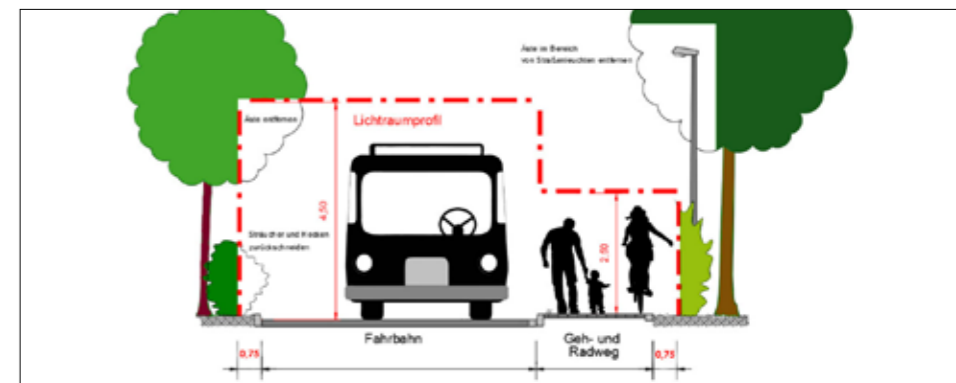 Äste im Bereich
von Straßenleuchten entfernen
Äste entfernen
Lichtraumprofil
4,50
Sträucher und Hecken
zurückschneiden
2,50
Fahrbahn
Geh- und
Radweg
0,75
0,75